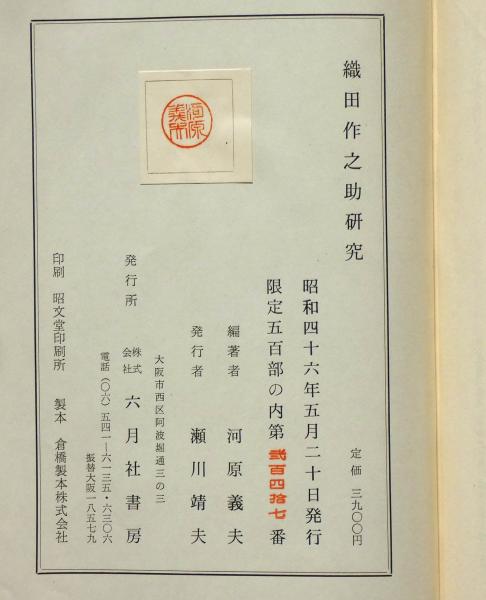 織田作之助研究
定価 三九〇〇円
昭和四十六年五月二十日発行
限定五百部の内第弐百四拾七番
編著者 河原義夫
発行者 瀬川靖夫
大阪市西区阿波堀通三の三
発行所 株式会社 六月社書房
電話(〇六)五四一―六一三五・六三〇六
振替大阪一八五七九
印刷 昭文堂印刷所 製本 倉橋製本株式会社
河原
義夫